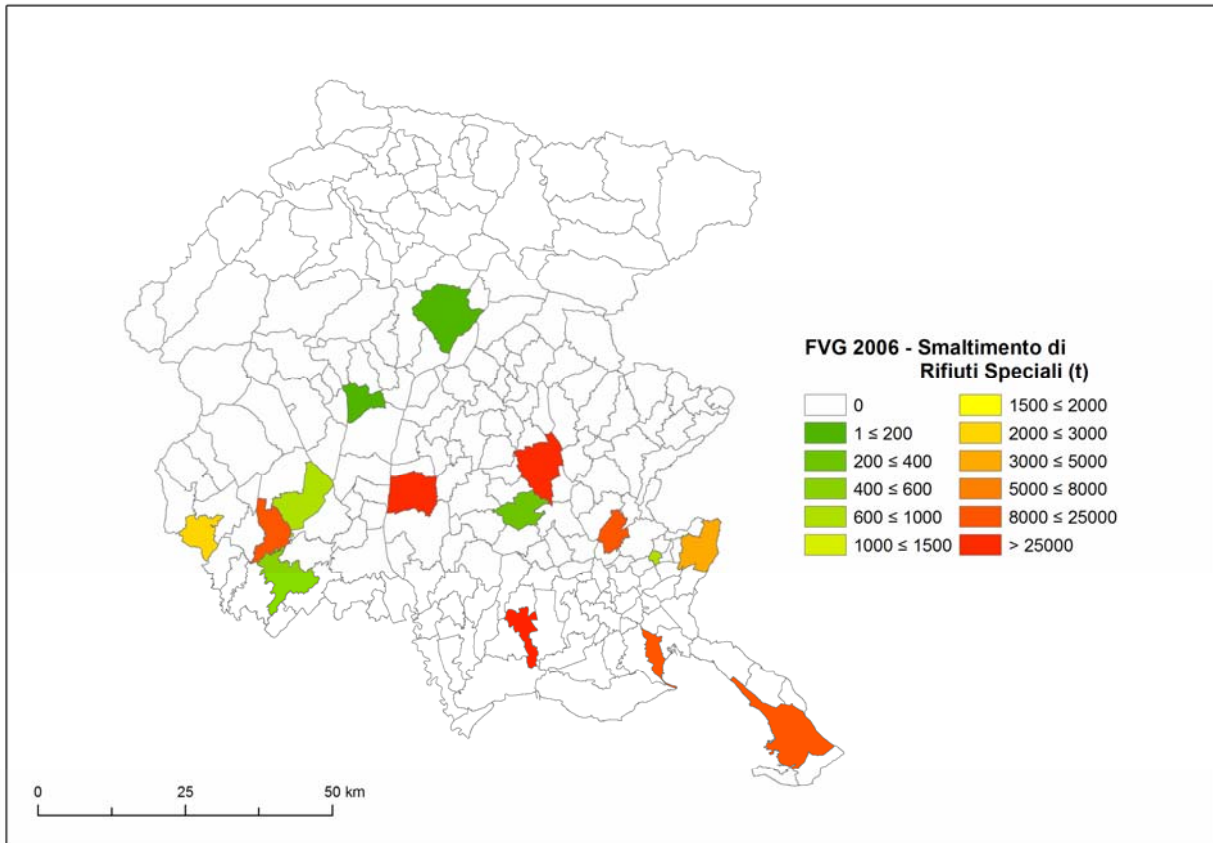 FVG 2006 - Smaltimento di
Rifiuti Speciali (t)
0
1 ≤ 200
200 ≤ 400
400 ≤ 600
600 ≤ 1000
1000 ≤ 1500
1500 ≤ 2000
2000 ≤ 3000
3000 ≤ 5000
5000 ≤ 8000
8000 ≤ 25000
> 25000
0 25 50 km